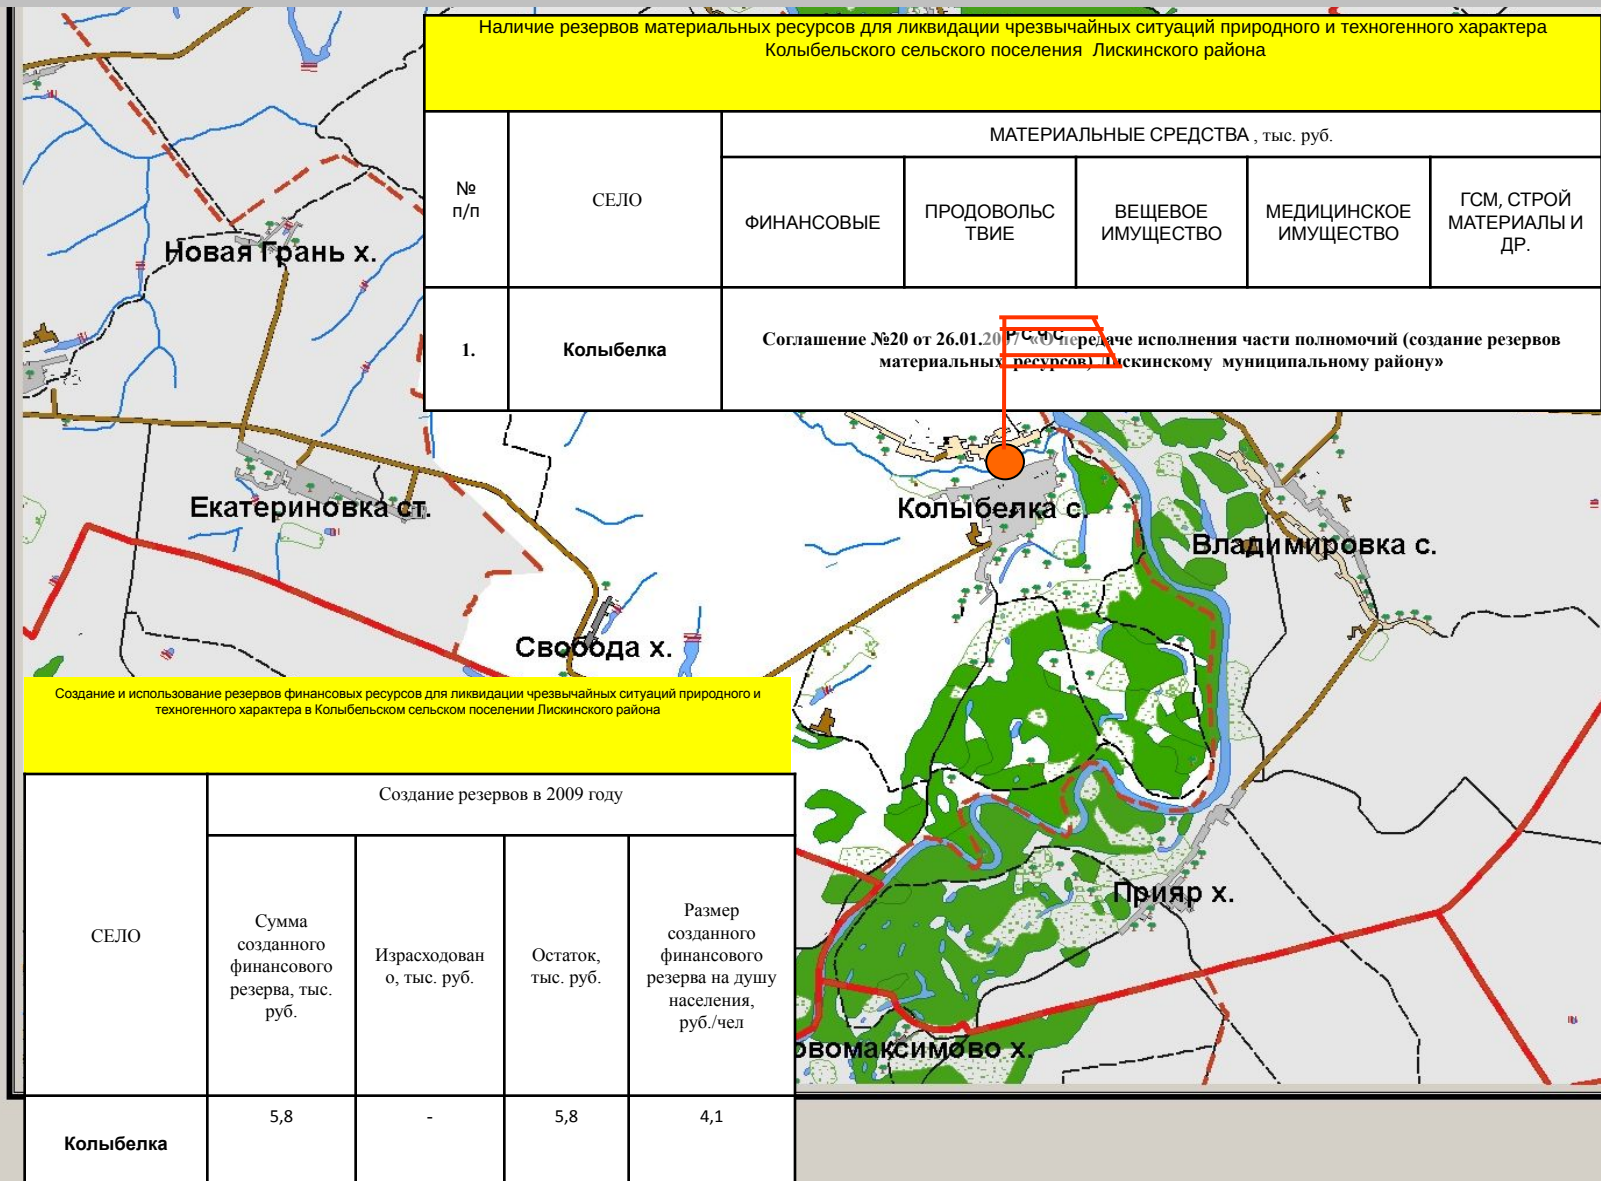 Наличие резервов материальных ресурсов для ликвидации чрезвычайных ситуаций природного и техногенного характера
Колыбельского сельского поселения Лискинского района
№
п/п
СЕЛО
МАТЕРИАЛЬНЫЕ СРЕДСТВА , тыс. руб.
ФИНАНСОВЫЕ
ПРОДОВОЛЬС
ТВИЕ
ВЕЩЕВОЕ
ИМУЩЕСТВО
МЕДИЦИНСКОЕ
ИМУЩЕСТВО
ГСМ, СТРОЙ
МАТЕРИАЛЫ И
ДР.
1.
Колыбелка
Соглашение №20 от 26.01.2007 «О передаче исполнения части полномочий (создание резервов
материальных ресурсов) Лискинскому муниципальному району»
Р С Ч С
Новая Грань х.
Екатериновка ст.
Колыбелка с.
Владимировка с.
Свобода х.
Прияр х.
овомаксимово х.
Создание и использование резервов финансовых ресурсов для ликвидации чрезвычайных ситуаций природного и
техногенного характера в Колыбельском сельском поселении Лискинского района
СЕЛО
Создание резервов в 2009 году
Сумма
созданного
финансового
резерва, тыс.
руб.
Израсходован
о, тыс. руб.
Остаток,
тыс. руб.
Размер
созданного
финансового
резерва на душу
населения,
руб./чел
Колыбелка
5,8
-
5,8
4,1